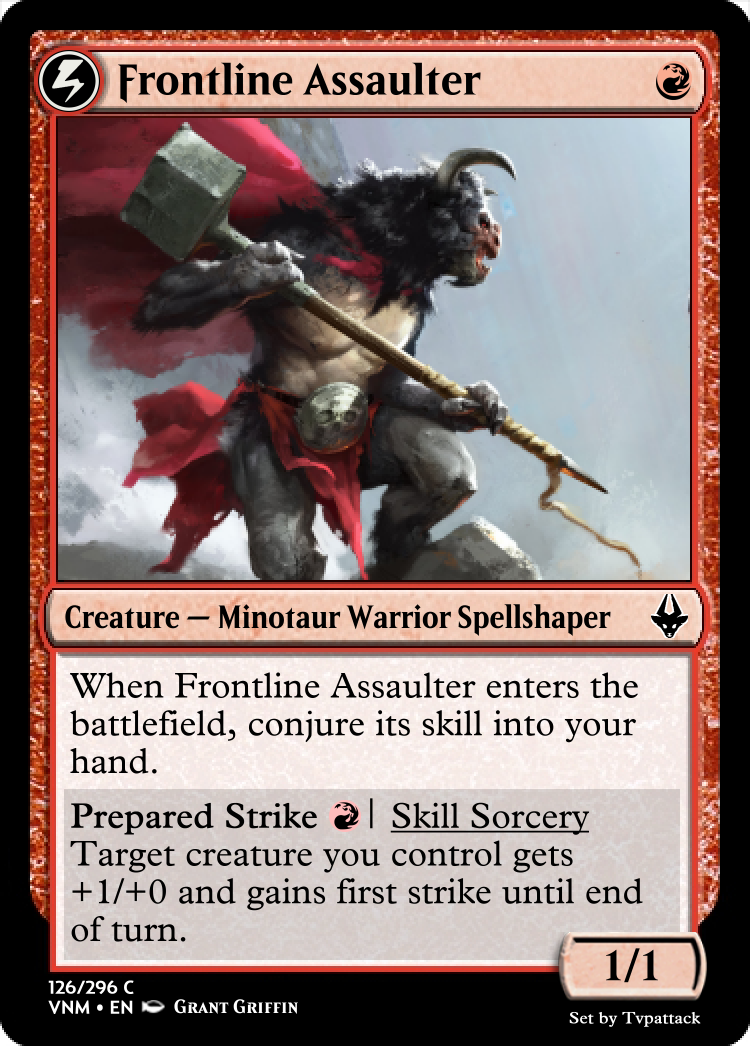 Frontline Assaulter
Creature — Minotaur Warrior Spellshaper
When Frontline Assaulter enters the
battlefield, conjure its skill into your
hand.
Prepared Strike | Skill Sorcery
Target creature you control gets
+1/+0 and gains first strike until end
of turn.
1/1
126/296 C
VNM • EN Grant Griffin
Set by Tvpattack